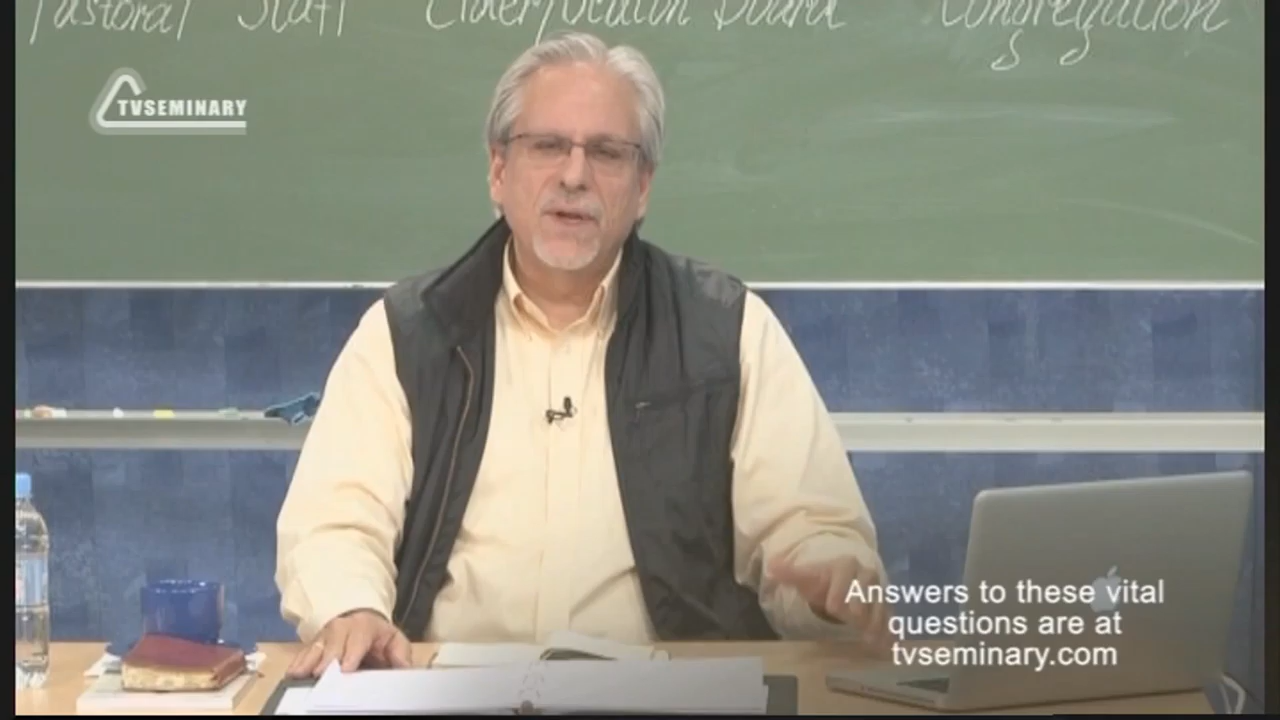 Pastoral Staff Elder/Deacon Board Congregation
TVSEMINARY
Answers to these vital
questions are at
tvseminary.com